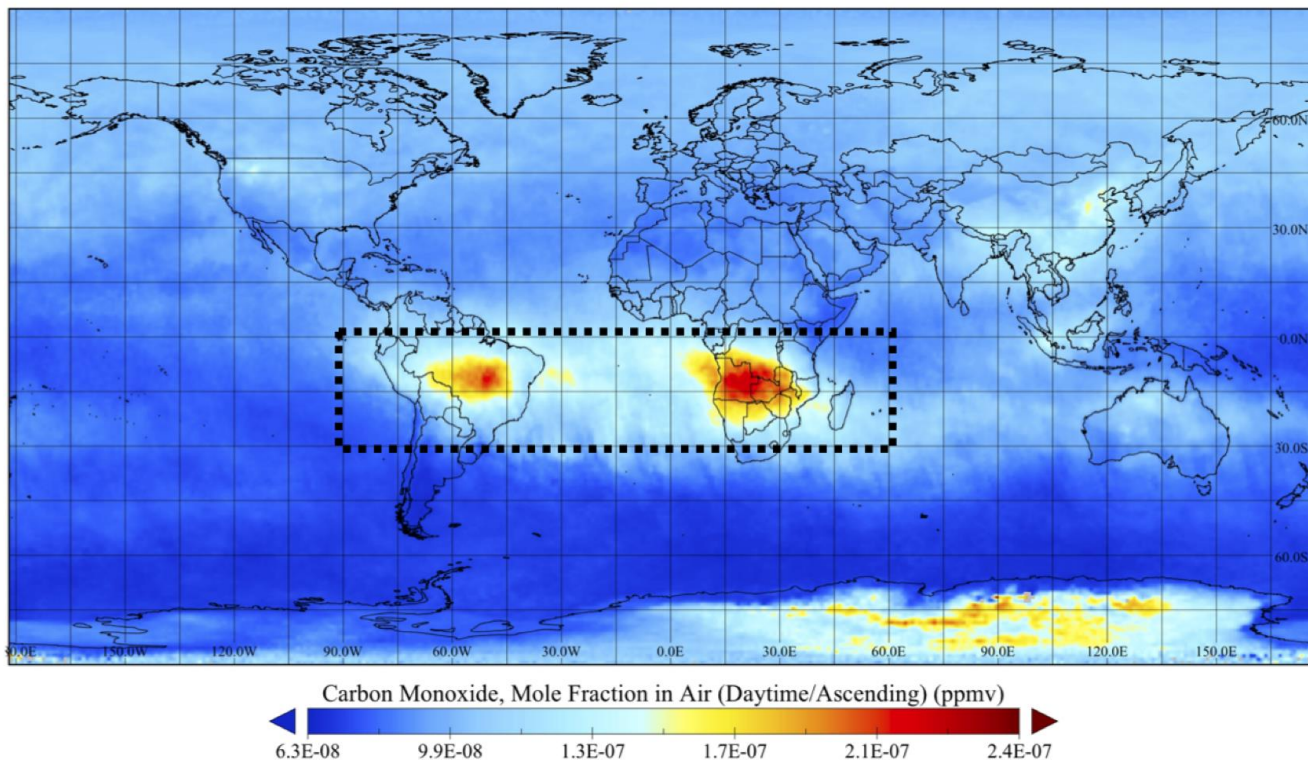 60.0N
30.0N
0.0N
30.0S
60.0S
150.0W 120.0W 90.0W 60.0W 30.0W 0.0E 30.0E 60.0E 90.0E 120.0E 150.0E
Carbon Monoxide, Mole Fraction in Air (Daytime/Ascending) (ppmv)
6.3E-08 9.9E-08 1.3E-07 1.7E-07 2.1E-07 2.4E-07